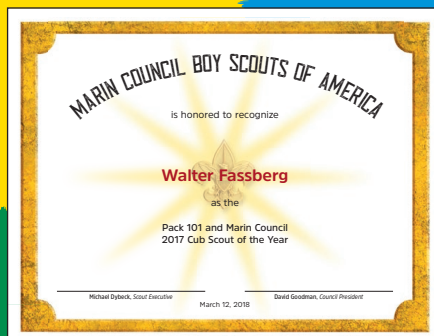 MARIN COUNCIL BOY SCOUTS OF AMERICA
is honored to recognize
Walter Fassberg
as the
Pack 101 and Marin Council
2017 Cub Scout of the Year
Michael Dybeck, Scout Executive
David Goodman, Council President
March 12, 2018